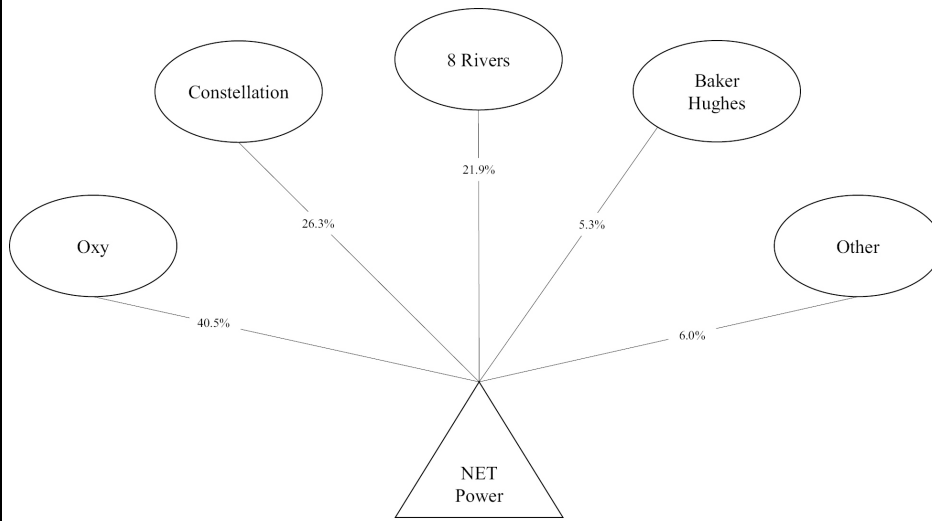 8 Rivers
Constellation
Baker
Hughes
21.9%
26.3%
5.3%
Oxy
Other
40.5%
6.0%
NET
Power